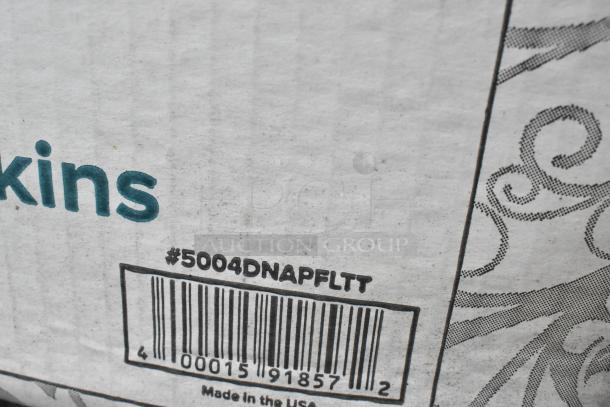 kins
AUCTION GROUP
#5004DNAPFLTT
4 00015 91857 2
Made in the USA